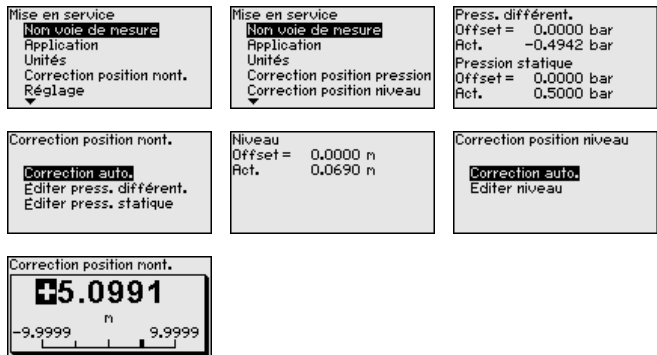 Mise en service
Non voie de mesure
Application
Unités
Correction position mont.
Réglage
Mise en service
Non voie de mesure
Application
Unités
Correction position pression
Correction position niveau
Press. différent.
Offset = 0.0000 bar
Act. -0.4942 bar
Pression statique
Offset = 0.0000 bar
Act. 0.5000 bar
Correction position mont.
Correction auto.
Éditer press. différent.
Éditer press. statique
Niveau
Offset = 0.0000 m
Act. 0.0690 m
Correction position niveau
Correction auto.
Editer niveau
Correction position mont.
+5.0991
m
-9.9999 9.9999